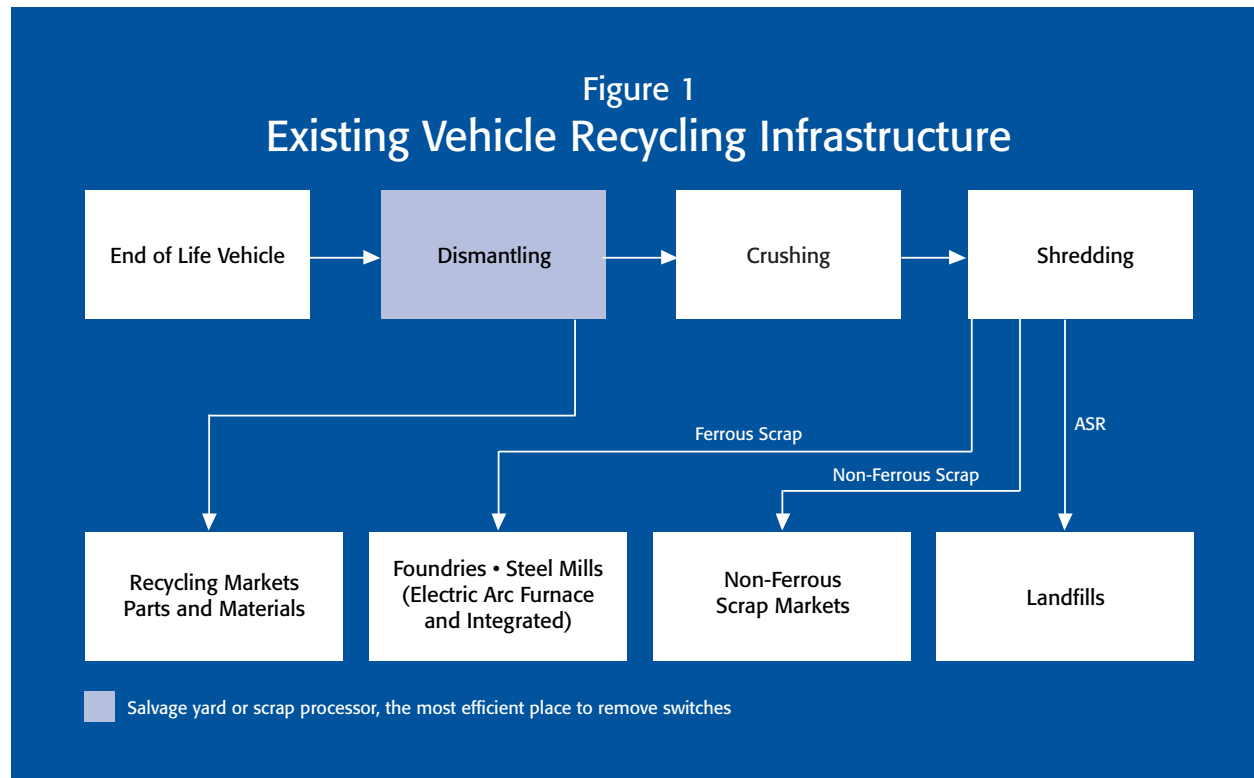 Figure 1
Existing Vehicle Recycling Infrastructure
End of Life Vehicle
Dismantling
Crushing
Shredding
Ferrous Scrap
ASR
Non-Ferrous Scrap
Recycling Markets
Parts and Materials
Foundries • Steel Mills
(Electric Arc Furnace
and Integrated)
Non-Ferrous
Scrap Markets
Landfills
Salvage yard or scrap processor, the most efficient place to remove switches